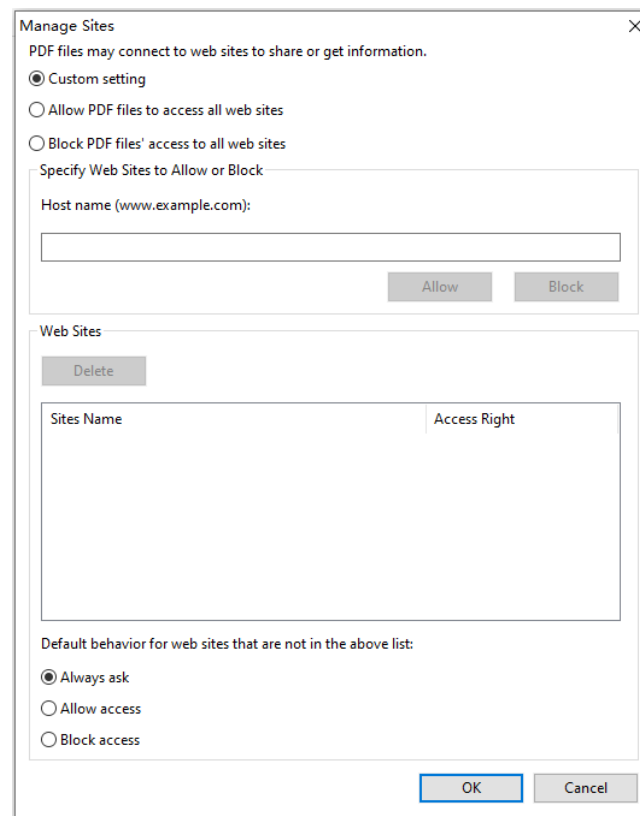 Manage Sites
PDF files may connect to web sites to share or get information.
Custom setting
Allow PDF files to access all web sites
Block PDF files' access to all web sites
Specify Web Sites to Allow or Block
Host name (www.example.com):
Allow Block
Web Sites
Delete
Sites Name Access Right
Default behavior for web sites that are not in the above list:
Always ask
Allow access
Block access
OK Cancel